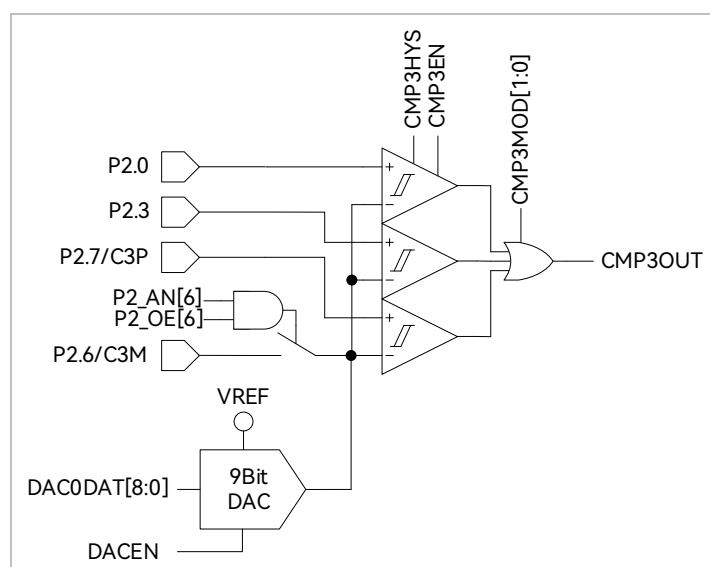 CMP3HYS
CMP3EN
CMP3MOD[1:0]
P2.0
+
-
P2.3
+
-
P2.7/C3P
CMP3OUT
P2_AN[6]
P2_OE[6]
+
P2.6/C3M
-
VREF
DAC0DAT[8:0]
9Bit
DAC
DACEN